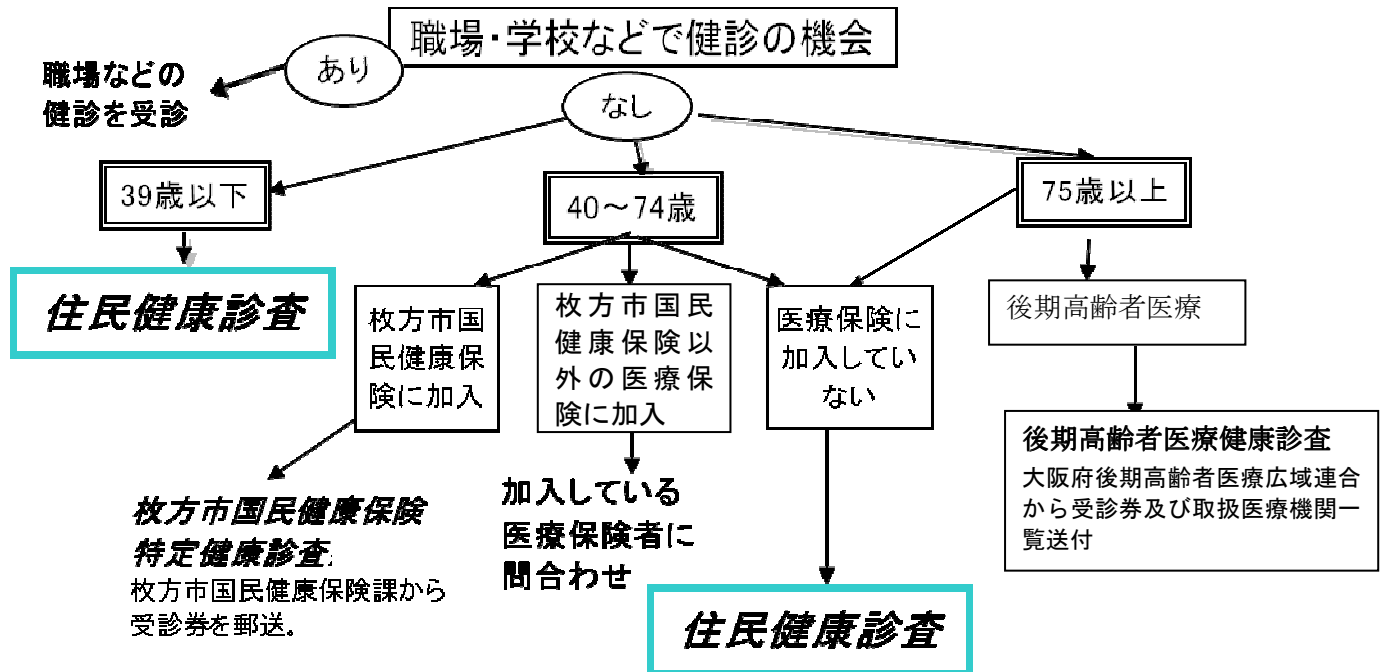 職場・学校などで健診の機会
あり
職場などの
健診を受診
なし
39歳以下
40～74歳
75歳以上
住民健康診査
枚方市国
民健康保
険に加入
枚方市国民
健康保険以
外の医療保
険に加入
医療保険に
加入してい
ない
後期高齢者医療
枚方市国民健康保険
特定健康診査.
枚方市国民健康保険課から
受診券を郵送。
加入している
医療保険者に
問合わせ
住民健康診査
後期高齢者医療健康診査
大阪府後期高齢者医療広域連合
から受診券及び取扱医療機関一
覧送付